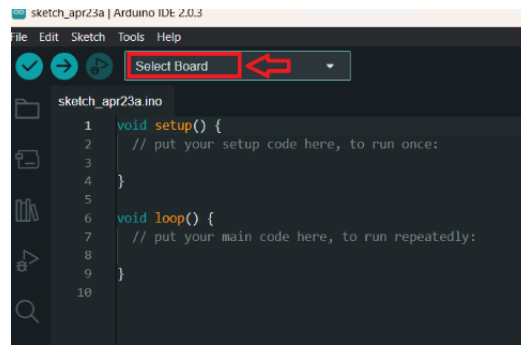 sketch_apr23a | Arduino IDE 2.0.3
File Edit Sketch Tools Help
Select Board
sketch_apr23a.ino
1 void setup() {
2 // put your setup code here, to run once:
3
4 }
5
6 void loop() {
7 // put your main code here, to run repeatedly:
8
9 }
10